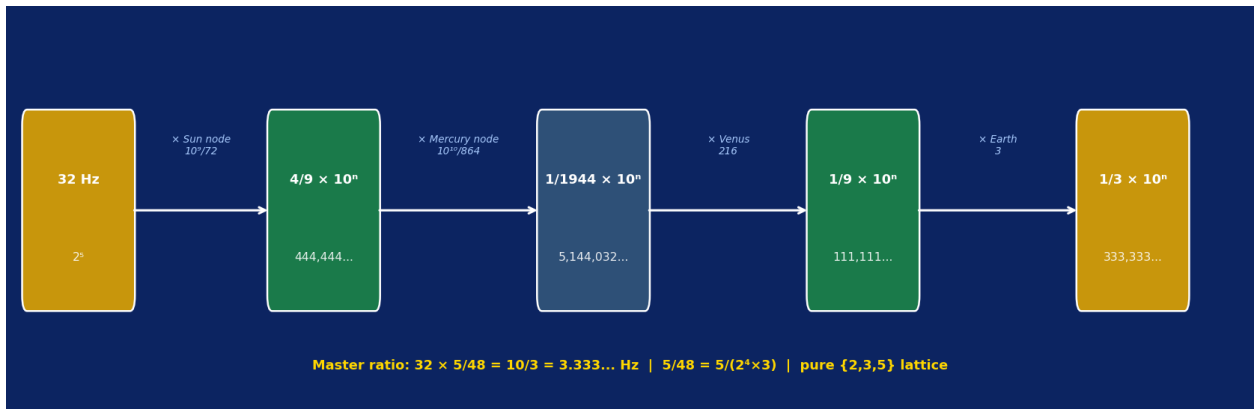 × Sun node
10⁹/72
× Mercury node
10¹⁰/864
× Venus
216
× Earth
3
32 Hz
4/9 × 10ⁿ
1/1944 × 10ⁿ
1/9 × 10ⁿ
1/3 × 10ⁿ
2⁵
444,444...
5,144,032...
111,111...
333,333...
Master ratio: 32 × 5/48 = 10/3 = 3.333... Hz | 5/48 = 5/(2⁴×3) | pure {2,3,5} lattice